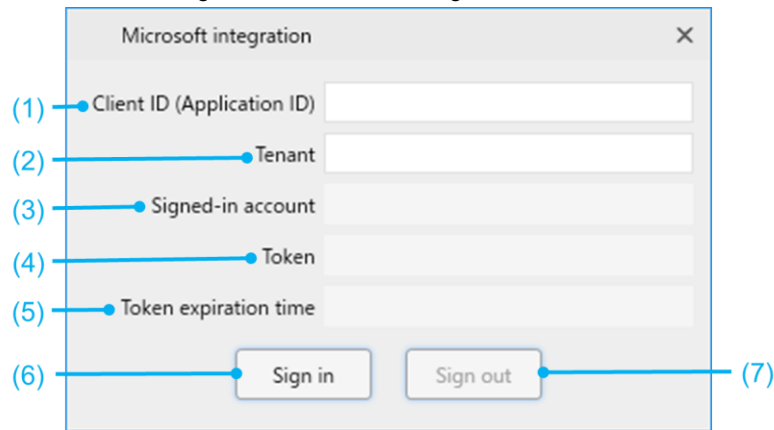 Microsoft integration
(1) Client ID (Application ID)
(2) Tenant
(3) Signed-in account
(4) Token
(5) Token expiration time
(6) Sign in Sign out (7)